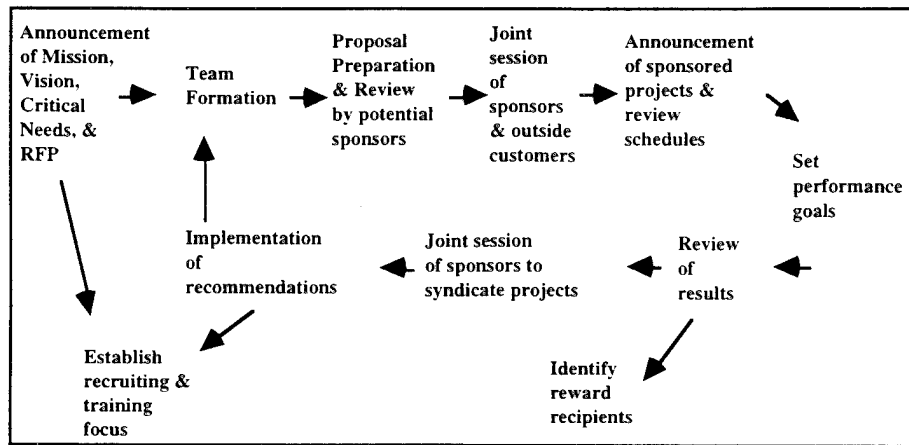 Announcement
of Mission,
Vision,
Critical
Needs, &
RFP
Team
Formation
Proposal
Preparation
& Review
by potential
sponsors
Joint
session
of
sponsors
& outside
customers
Announcement
of sponsored
projects &
review
schedules
Set
performance
goals
Review
of
results
Joint session
of sponsors to
syndicate projects
Implementation
of
recommendations
Establish
recruiting &
training
focus
Identify
reward
recipients